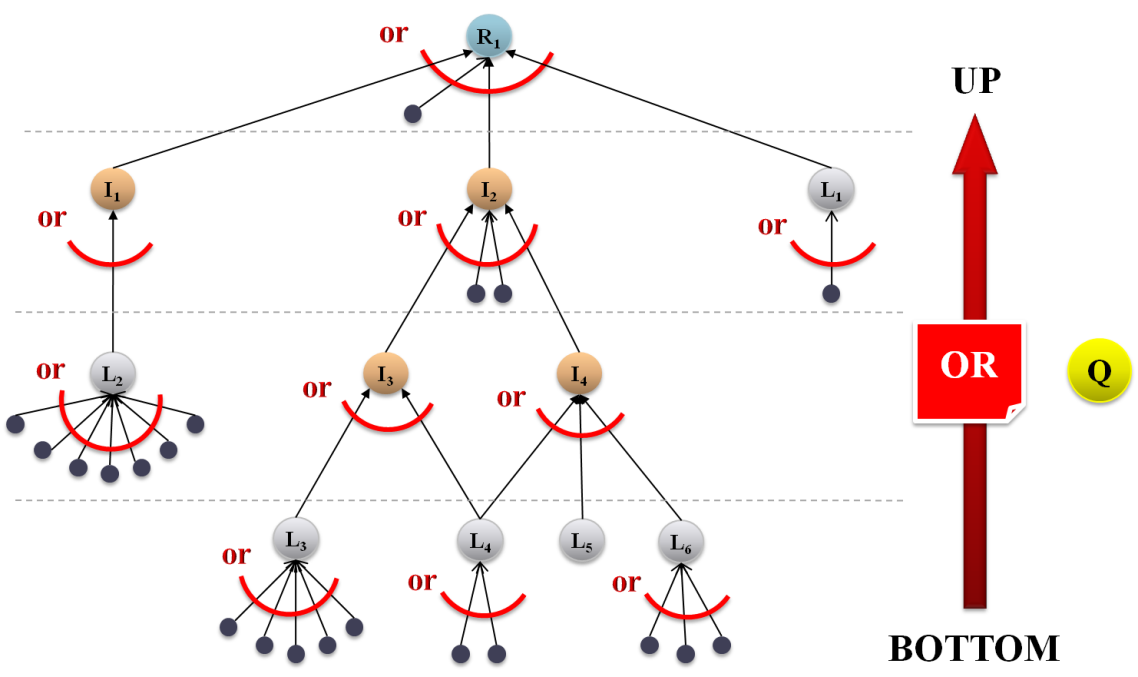 or
R₁
UP
I₁
I₂
L₁
or
or
or
or
L₂
or
I₃
or
I₄
OR
Q
or
L₃
or
L₄
L₅
or
L₆
BOTTOM